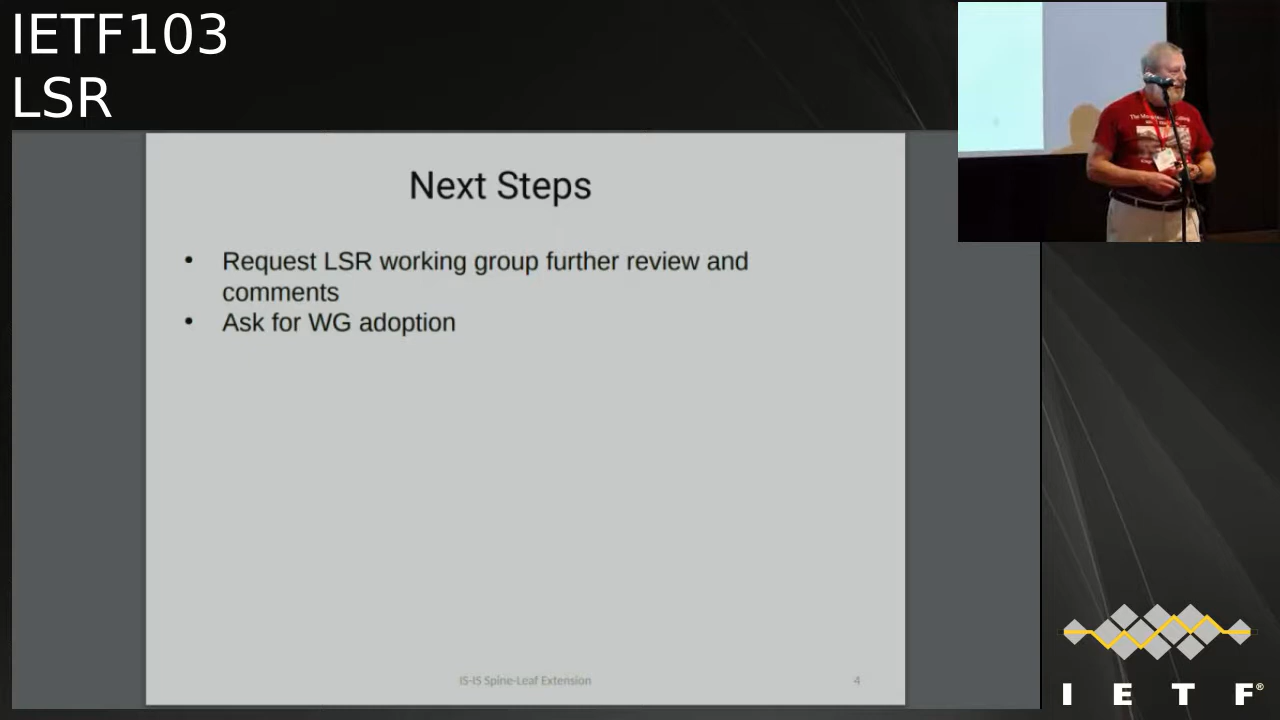 IETF103
LSR
Next Steps
• Request LSR working group further review and
comments
• Ask for WG adoption
IS-IS Spine-Leaf Extension
4
I E T F®